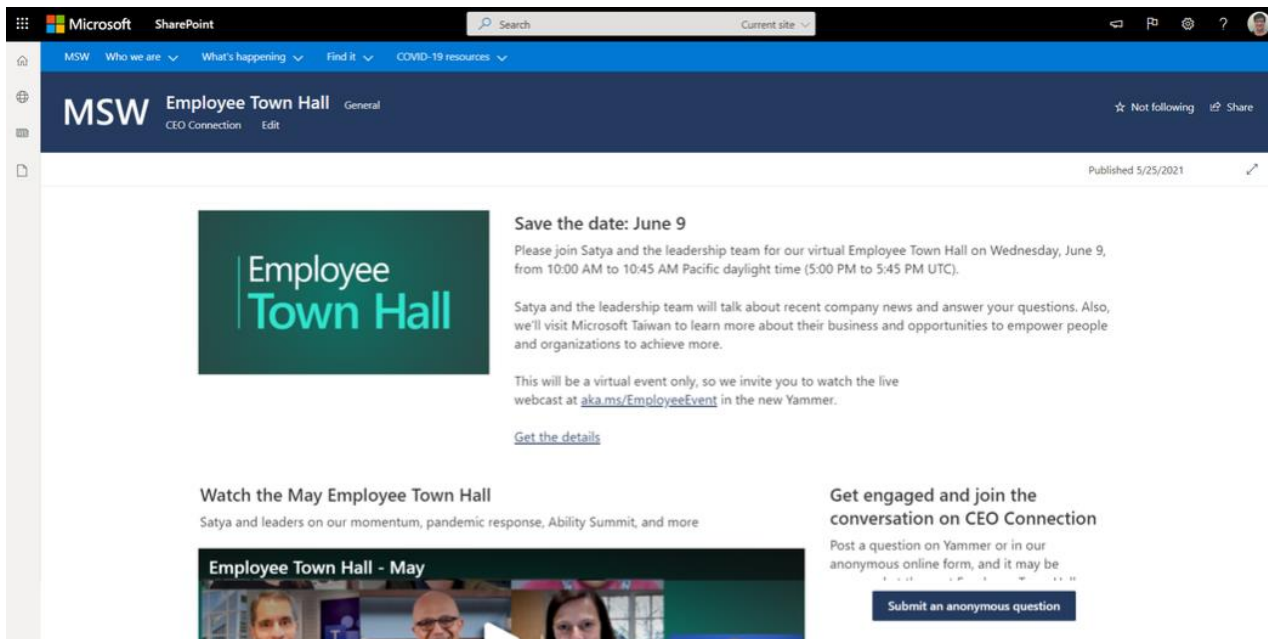 Microsoft SharePoint
Search Current site
MSW Who we are What's happening Find it COVID-19 resources
MSW
Employee Town Hall General
CEO Connection Edit
Not following Share
Published 5/25/2021
Employee
Town Hall
Save the date: June 9
Please join Satya and the leadership team for our virtual Employee Town Hall on Wednesday, June 9,
from 10:00 AM to 10:45 AM Pacific daylight time (5:00 PM to 5:45 PM UTC).
Satya and the leadership team will talk about recent company news and answer your questions. Also,
we'll visit Microsoft Taiwan to learn more about their business and opportunities to empower people
and organizations to achieve more.
This will be a virtual event only, so we invite you to watch the live
webcast at aka.ms/EmployeeEvent in the new Yammer.
Get the details
Watch the May Employee Town Hall
Satya and leaders on our momentum, pandemic response, Ability Summit, and more
Employee Town Hall - May
Get engaged and join the
conversation on CEO Connection
Post a question on Yammer or in our
anonymous online form, and it may be
Submit an anonymous question